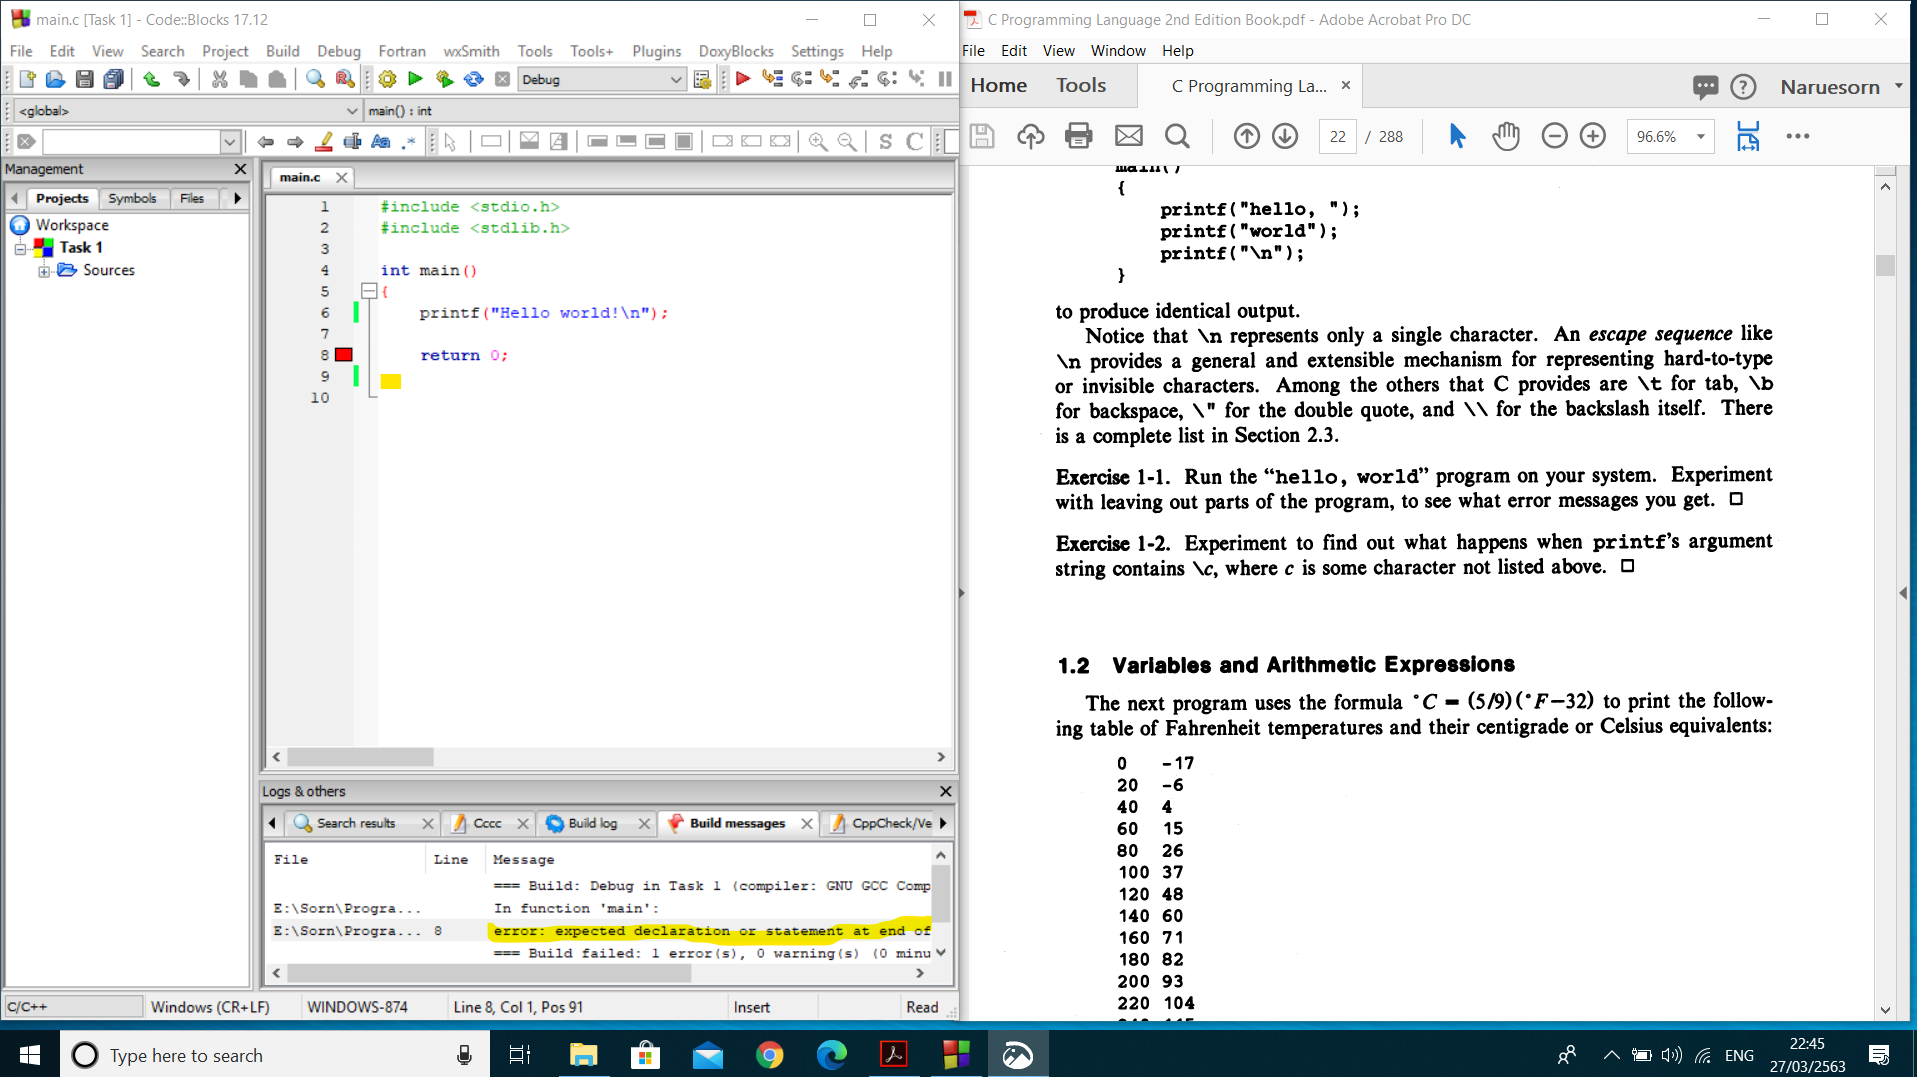 main.c [Task 1] - Code::Blocks 17.12
File Edit View Search Project Build Debug Fortran wxSmith Tools Tools+ Plugins DoxyBlocks Settings Help
Debug
<global>
main() : int
Management
Projects Symbols Files
Workspace
Task 1
Sources
main.c
1 #include <stdio.h>
2 #include <stdlib.h>
3
4 int main()
5 {
6 printf("Hello world!\n");
7
8 return 0;
9
10
Logs & others
Search results
Cccc
Build log
Build messages
CppCheck/Ve
File Line Message
=== Build: Debug in Task 1 (compiler: GNU GCC Comp
E:\Sorn\Progra... In function 'main':
E:\Sorn\Progra... 8 error: expected declaration or statement at end of
=== Build failed: 1 error(s), 0 warning(s) (0 minu
C/C++ Windows (CR+LF) WINDOWS-874 Line 8, Col 1, Pos 91 Insert Read
C Programming Language 2nd Edition Book.pdf - Adobe Acrobat Pro DC
File Edit View Window Help
Home Tools C Programming La... Naruesorn
22 / 288 96.6%
main()
{
printf("hello, ");
printf("world");
printf("\n");
}
to produce identical output.
Notice that \n represents only a single character. An escape sequence like
\n provides a general and extensible mechanism for representing hard-to-type
or invisible characters. Among the others that C provides are \t for tab, \b
for backspace, \" for the double quote, and \\ for the backslash itself. There
is a complete list in Section 2.3.
Exercise 1-1. Run the “hello, world” program on your system. Experiment
with leaving out parts of the program, to see what error messages you get. □
Exercise 1-2. Experiment to find out what happens when printf's argument
string contains \c, where c is some character not listed above. □
1.2 Variables and Arithmetic Expressions
The next program uses the formula °C = (5/9)(°F−32) to print the follow-
ing table of Fahrenheit temperatures and their centigrade or Celsius equivalents:
0 -17
20 -6
40 4
60 15
80 26
100 37
120 48
140 60
160 71
180 82
200 93
220 104
Type here to search
ENG
22:45
27/03/2563